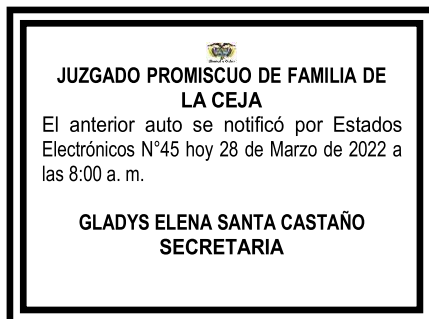 JUZGADO PROMISCUO DE FAMILIA DE
LA CEJA
El anterior auto se notificó por Estados
Electrónicos N°45 hoy 28 de Marzo de 2022 a
las 8:00 a. m.
GLADYS ELENA SANTA CASTAÑO
SECRETARIA